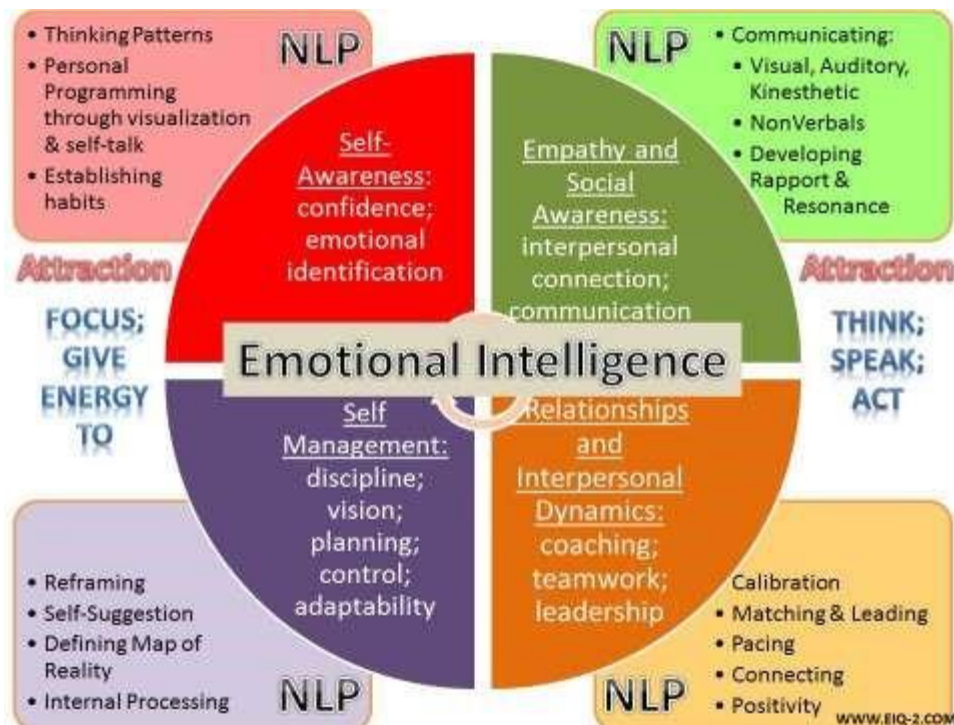 • Thinking Patterns
• Personal
Programming
through visualization
& self-talk
• Establishing
habits
NLP
NLP
• Communicating:
• Visual, Auditory,
Kinesthetic
• NonVerbals
• Developing
Rapport &
Resonance
Self-
Awareness:
confidence;
emotional
identification
Empathy and
Social
Awareness:
interpersonal
connection;
communication
Attraction
FOCUS;
GIVE
ENERGY
TO
Attraction
THINK;
SPEAK;
ACT
Emotional Intelligence
Self
Management:
discipline;
vision;
planning;
control;
adaptability
Relationships
and
Interpersonal
Dynamics:
coaching;
teamwork;
leadership
• Reframing
• Self-Suggestion
• Defining Map of
Reality
• Internal Processing
NLP
NLP
Calibration
• Matching & Leading
• Pacing
• Connecting
• Positivity
WWW.EIQ-2.COM